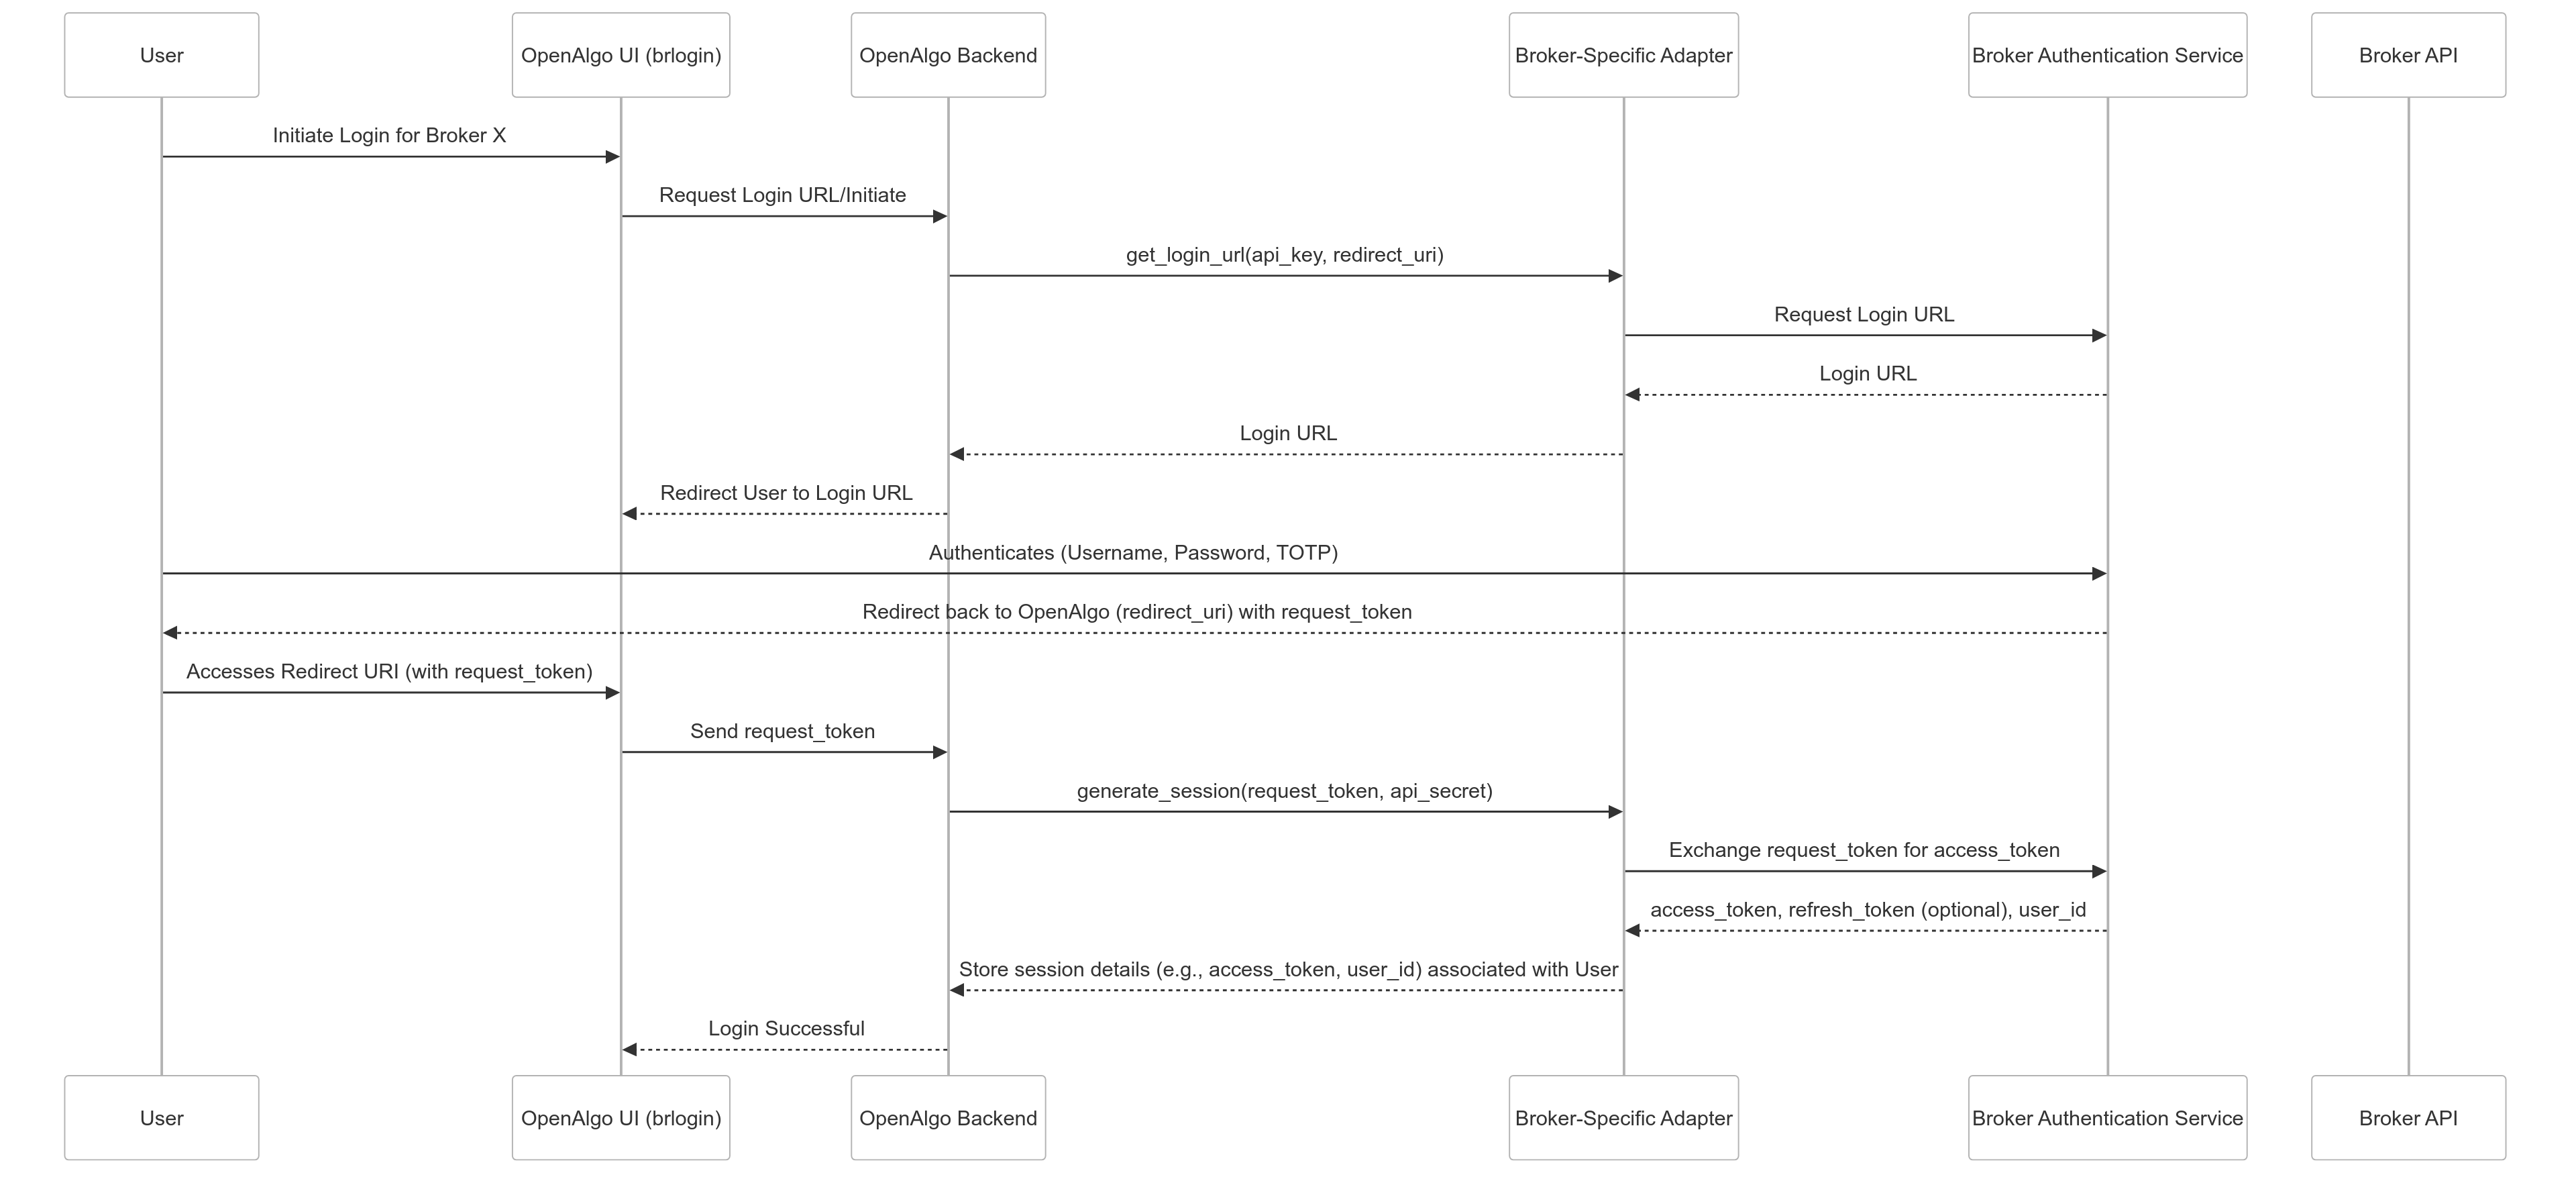 User
OpenAlgo UI (brlogin)
OpenAlgo Backend
Broker-Specific Adapter
Broker Authentication Service
Broker API
Initiate Login for Broker X
Request Login URL/Initiate
get_login_url(api_key, redirect_uri)
Request Login URL
Login URL
Login URL
Redirect User to Login URL
Authenticates (Username, Password, TOTP)
Redirect back to OpenAlgo (redirect_uri) with request_token
Accesses Redirect URI (with request_token)
Send request_token
generate_session(request_token, api_secret)
Exchange request_token for access_token
access_token, refresh_token (optional), user_id
Store session details (e.g., access_token, user_id) associated with User
Login Successful
User
OpenAlgo UI (brlogin)
OpenAlgo Backend
Broker-Specific Adapter
Broker Authentication Service
Broker API